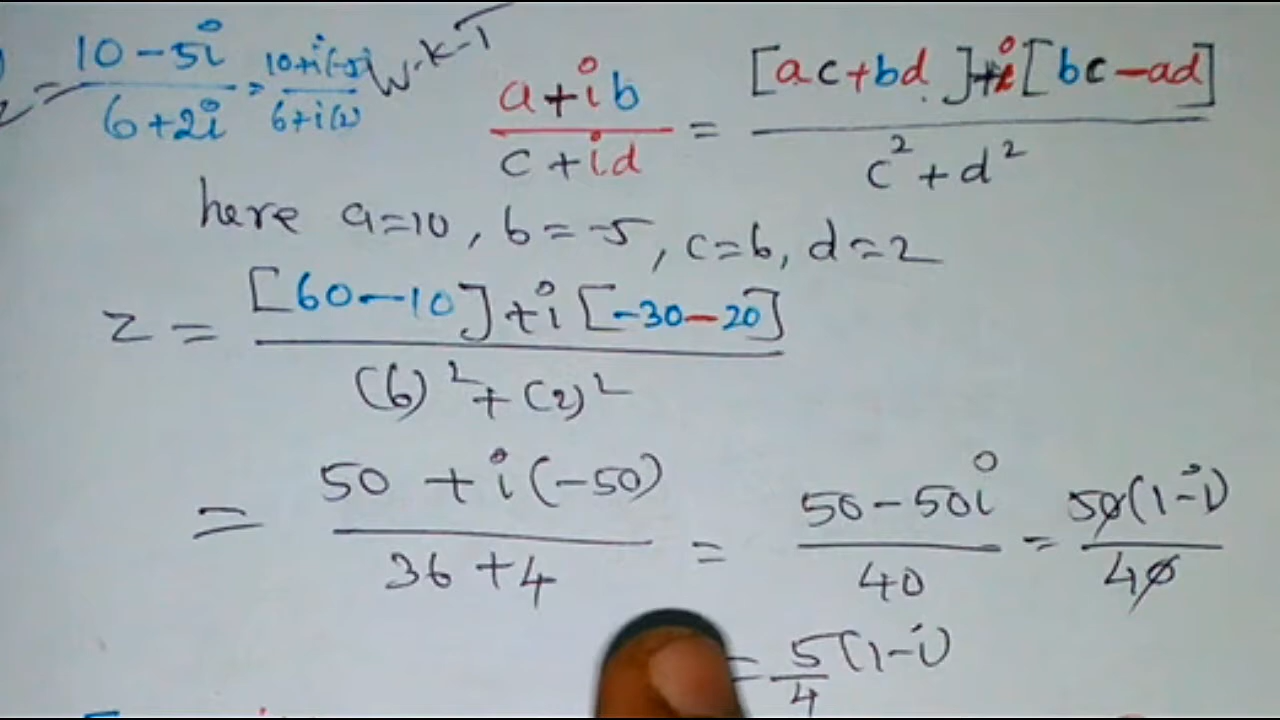 z = (10-5i)/(6+2i) = (10+i(-5))/(6+i(2)) W·K·T (a+ib)/(c+id) = ([ac+bd]+i[bc-ad])/(c²+d²)
here a=10, b=-5, c=6, d=2
z = ([60-10]+i[-30-20])/((6)²+(2)²)
= (50+i(-50))/(36+4) = (50-50i)/40 = (50(1-i))/40
= 5/4 (1-i)